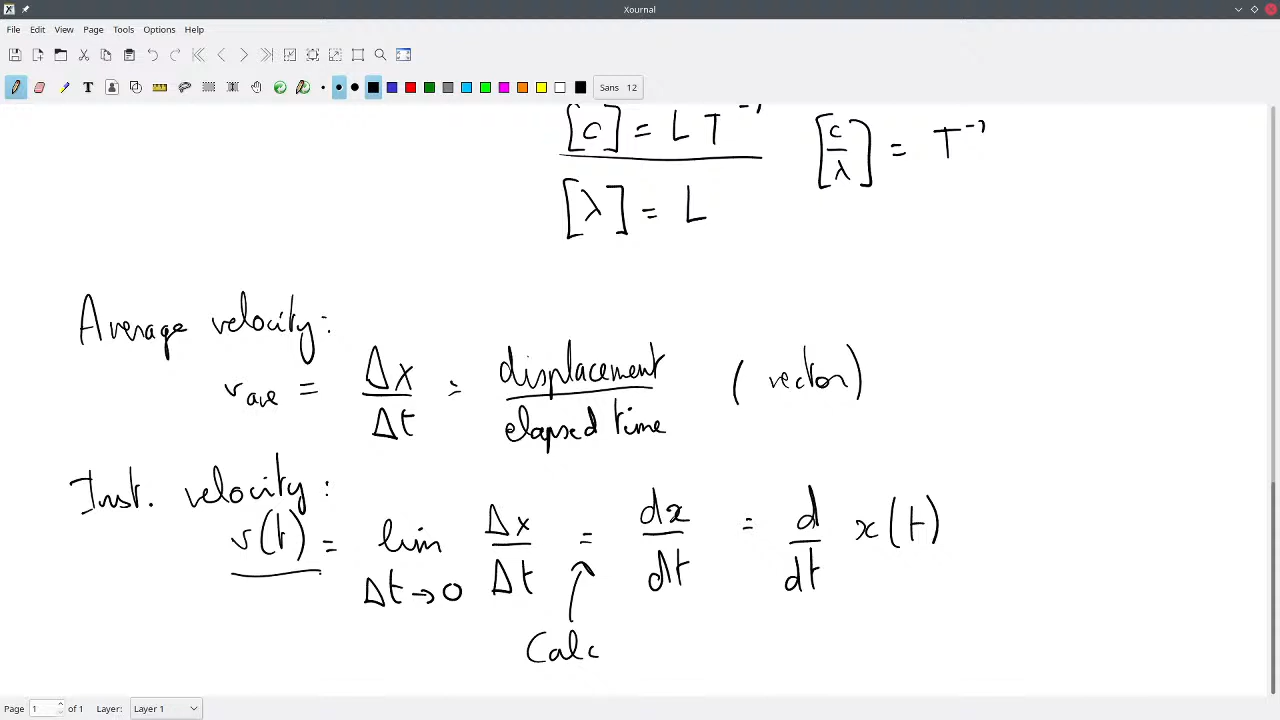 Xournal
File Edit View Page Tools Options Help
Sans 12
[c] = L T⁻¹
[c/λ] = T⁻¹
[λ] = L
Average velocity:
v_ave = Δx/Δt = displacement/elapsed time (vector)
Inst. velocity:
v(t) = lim Δt→0 Δx/Δt = dx/dt = d/dt x(t)
Calc
Page 1 of 1 Layer: Layer 1